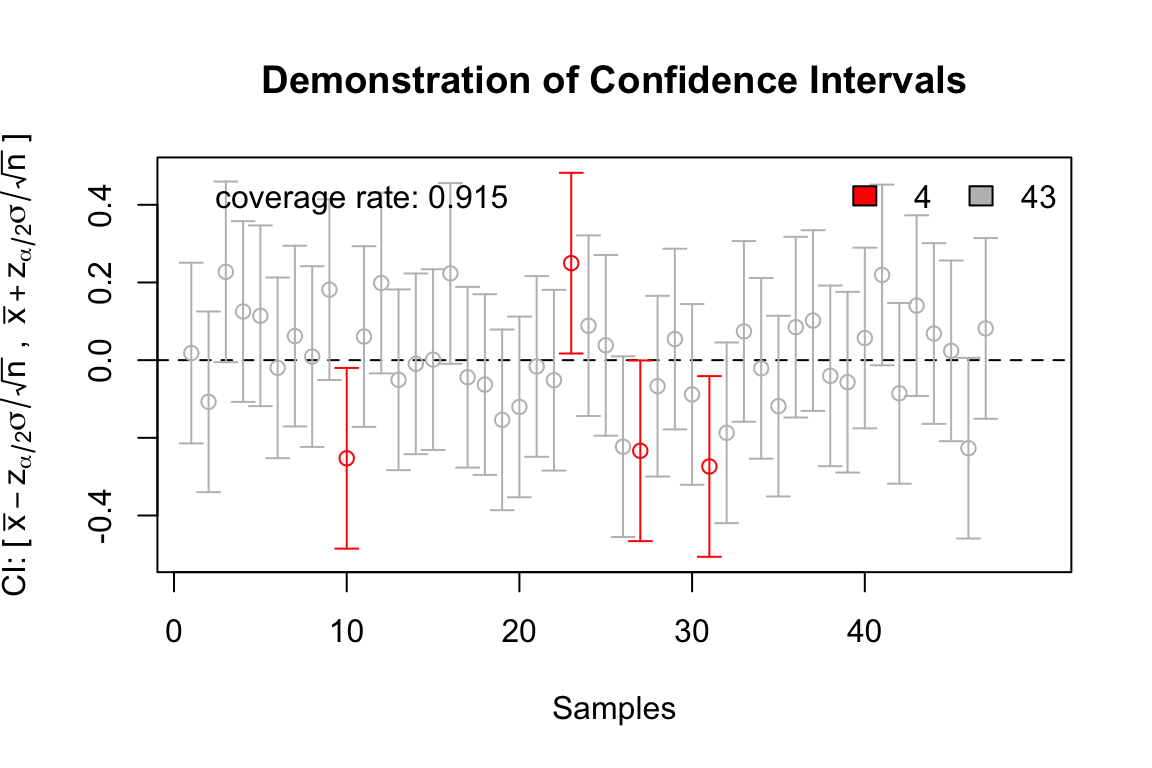 Demonstration of Confidence Intervals
CI: [ x̅ − zα/2σ/√n , x̅ + zα/2σ/√n ]
coverage rate: 0.915
4 43
0.4
0.2
0.0
-0.4
0 10 20 30 40
Samples